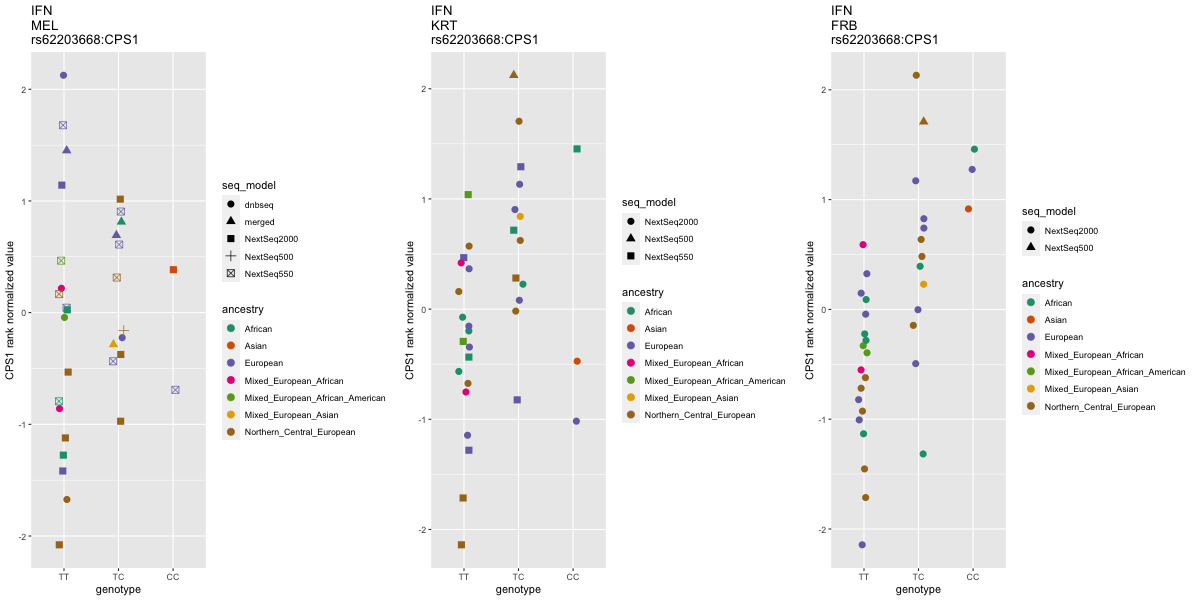 IFN
MEL
rs62203668:CPS1
CPS1 rank normalized value
2
1
0
-1
-2
TT
TC
CC
genotype
seq_model
dnbseq
merged
NextSeq2000
NextSeq500
NextSeq550
ancestry
African
Asian
European
Mixed_European_African
Mixed_European_African_American
Mixed_European_Asian
Northern_Central_European
IFN
KRT
rs62203668:CPS1
CPS1 rank normalized value
2
1
0
-1
-2
TT
TC
CC
genotype
seq_model
NextSeq2000
NextSeq500
NextSeq550
ancestry
African
Asian
European
Mixed_European_African
Mixed_European_African_American
Mixed_European_Asian
Northern_Central_European
IFN
FRB
rs62203668:CPS1
CPS1 rank normalized value
2
1
0
-1
-2
TT
TC
CC
genotype
seq_model
NextSeq2000
NextSeq500
ancestry
African
Asian
European
Mixed_European_African
Mixed_European_African_American
Mixed_European_Asian
Northern_Central_European